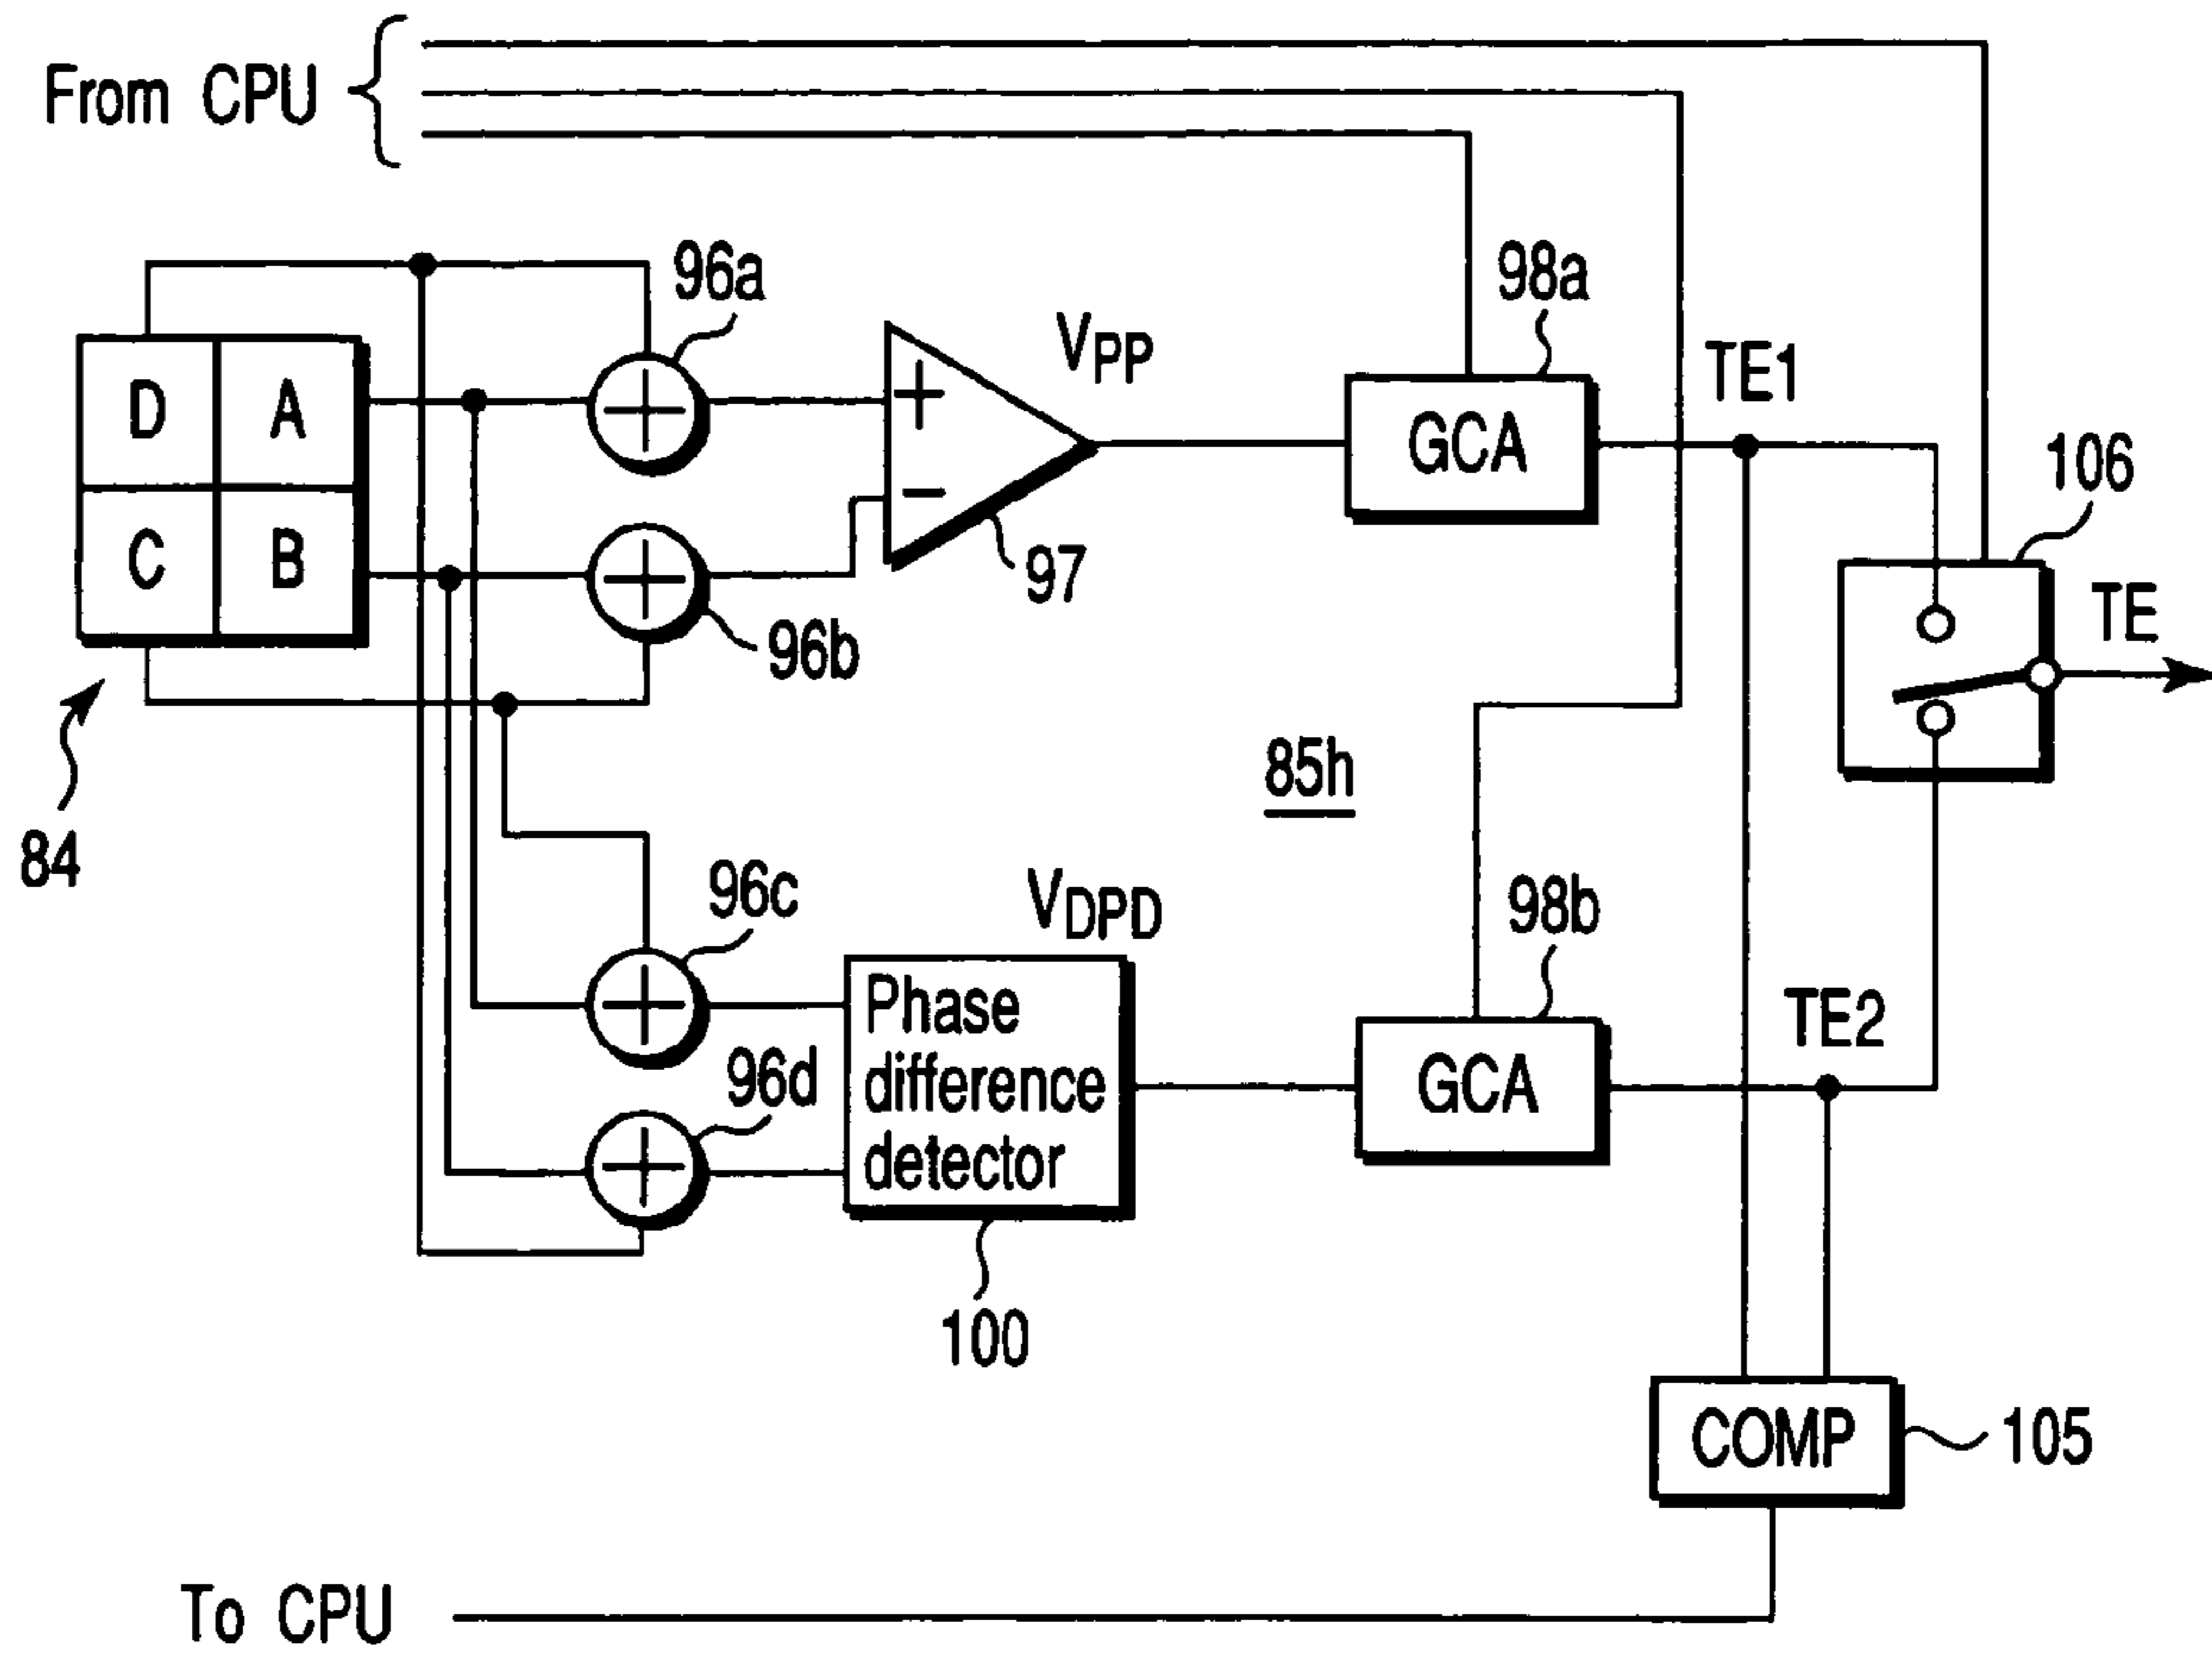 From CPU
96a
98a
VPP
TE1
D A
GCA
106
C B
97
TE
96b
85h
84
96c
VDPD
98b
Phase
difference
detector
96d
TE2
GCA
100
COMP
105
To CPU